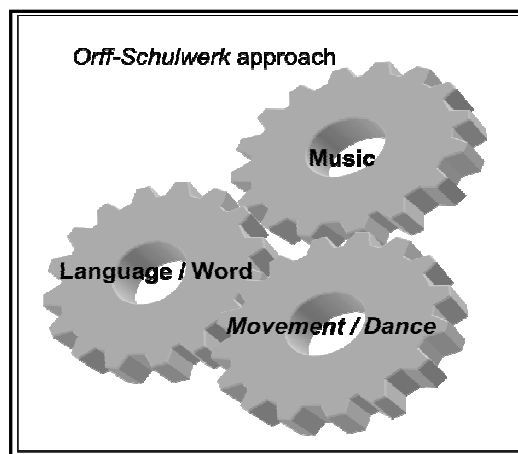 Orff-Schulwerk approach
Music
Language / Word
Movement / Dance